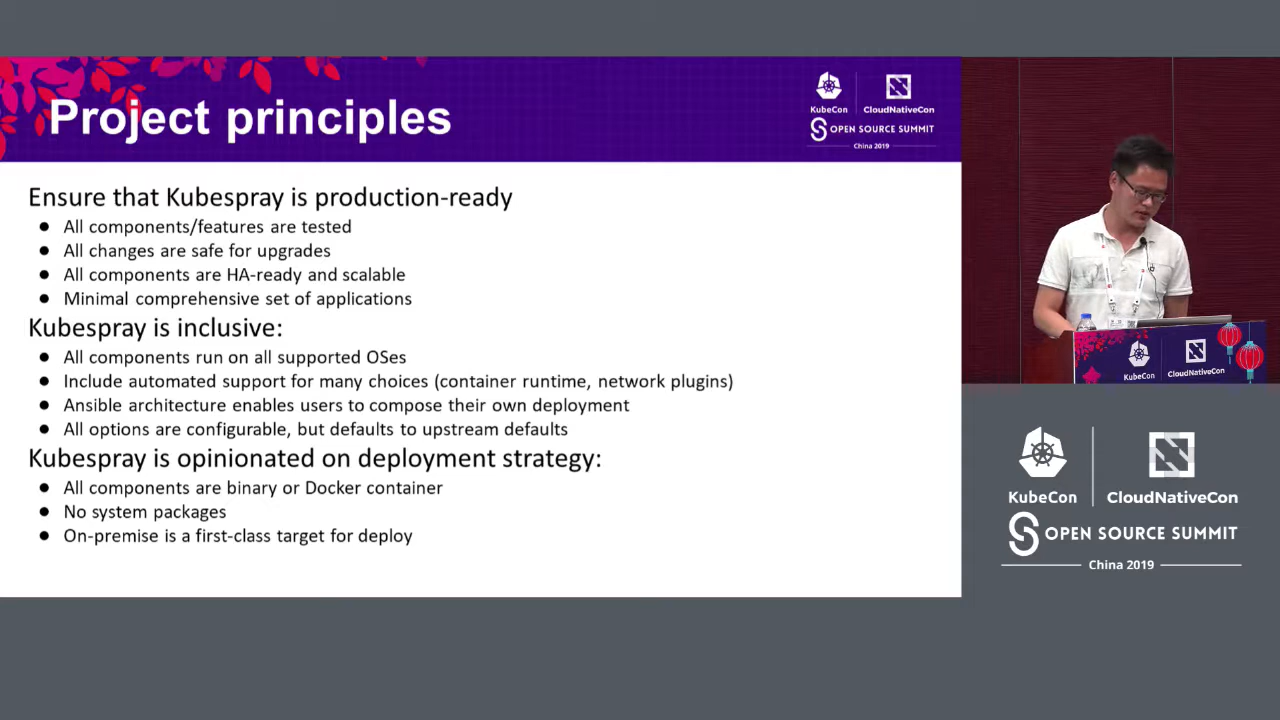 Project principles
KubeCon
CloudNativeCon
OPEN SOURCE SUMMIT
China 2019
Ensure that Kubespray is production-ready
● All components/features are tested
● All changes are safe for upgrades
● All components are HA-ready and scalable
● Minimal comprehensive set of applications
Kubespray is inclusive:
● All components run on all supported OSes
● Include automated support for many choices (container runtime, network plugins)
● Ansible architecture enables users to compose their own deployment
● All options are configurable, but defaults to upstream defaults
Kubespray is opinionated on deployment strategy:
● All components are binary or Docker container
● No system packages
● On-premise is a first-class target for deploy
KubeCon
CloudNativeCon
KubeCon
CloudNativeCon
OPEN SOURCE SUMMIT
China 2019